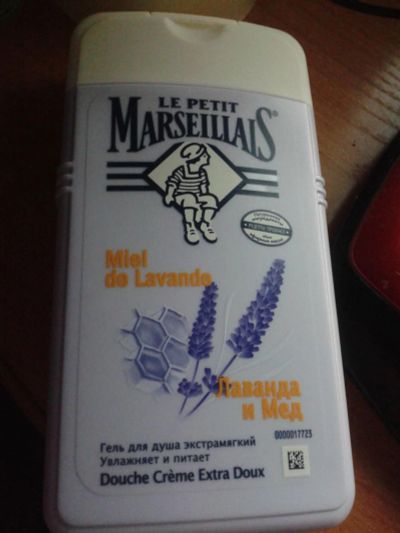 LE PETIT
MARSEILLAIS
Miel
de Lavande
Лаванда
и Мед
0000017723
Гель для душа экстрамягкий
Увлажняет и питает
Douche Crème Extra Doux